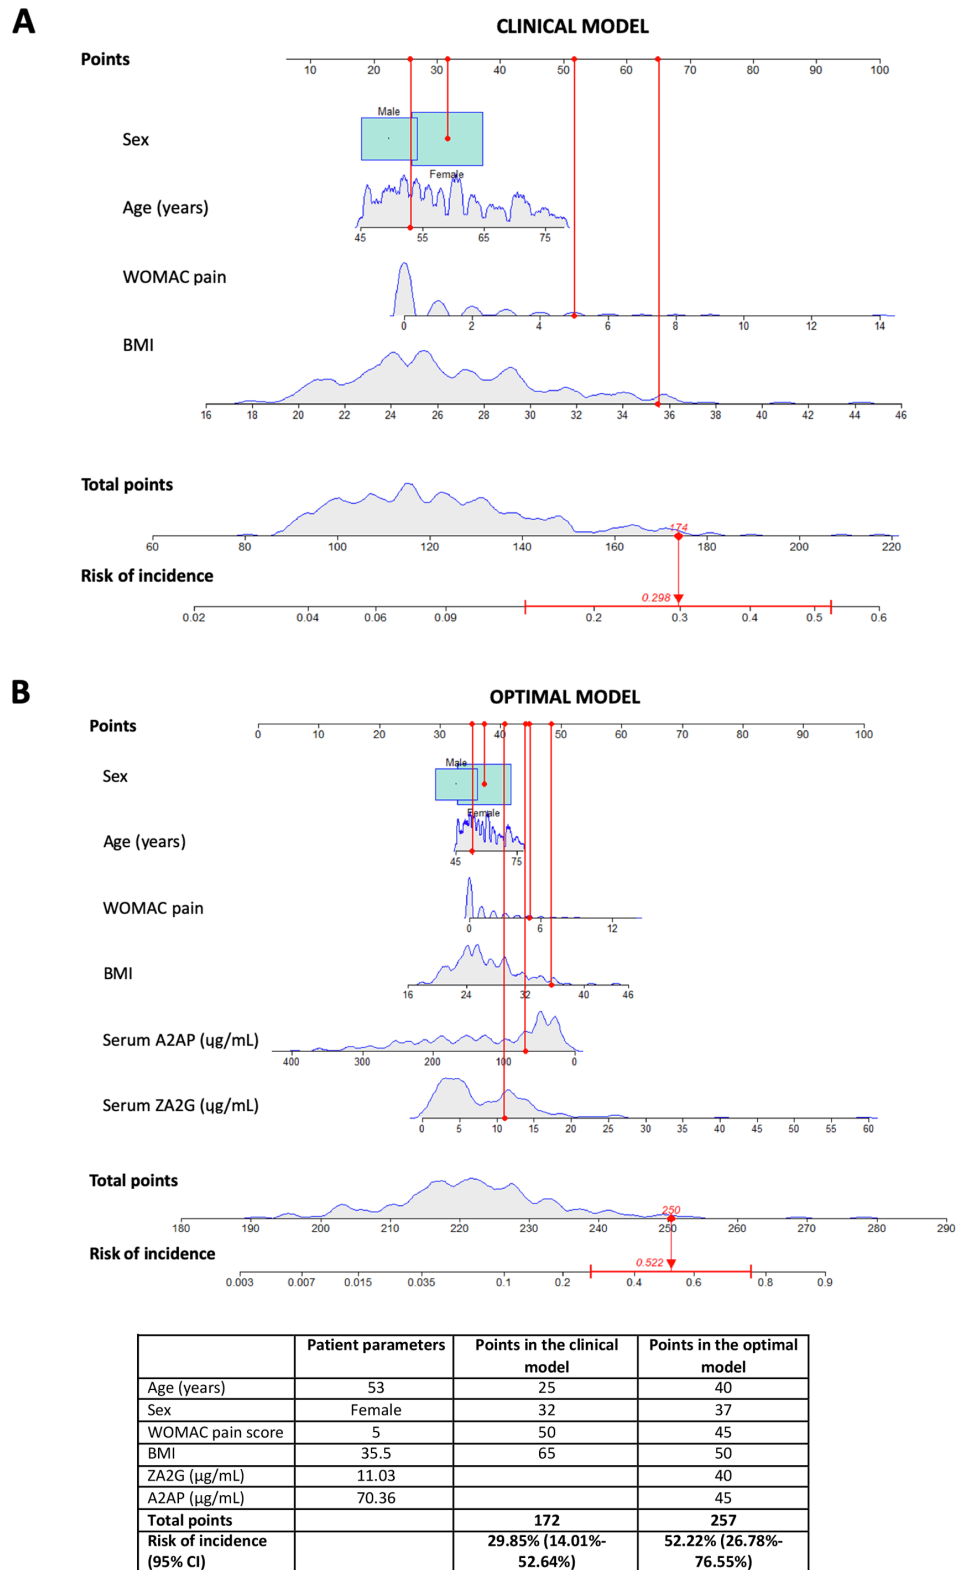 A
CLINICAL MODEL
Points
10 20 30 40 50 60 70 80 90 100
Male
Sex
Female
Age (years)
45 55 65 75
WOMAC pain
0 2 4 6 8 10 12 14
BMI
16 18 20 22 24 26 28 30 32 34 36 38 40 42 44 46
Total points
174
60 80 100 120 140 160 180 200 220
Risk of incidence
0.298
0.02 0.04 0.06 0.09 0.2 0.3 0.4 0.5 0.6
B
OPTIMAL MODEL
Points
0 10 20 30 40 50 60 70 80 90 100
Male
Sex
Female
Age (years)
45 75
WOMAC pain
0 6 12
BMI
16 24 32 40 46
Serum A2AP (ųg/mL)
400 300 200 100 0
Serum ZA2G (ųg/mL)
0 5 10 15 20 25 30 35 40 45 50 55 60
Total points
250
180 190 200 210 220 230 240 250 260 270 280 290
Risk of incidence
0.522
0.003 0.007 0.015 0.035 0.1 0.2 0.4 0.6 0.8 0.9
Patient parameters Points in the clinical Points in the optimal
model model
Age (years) 53 25 40
Sex Female 32 37
WOMAC pain score 5 50 45
BMI 35.5 65 50
ZA2G (µg/mL) 11.03 40
A2AP (µg/mL) 70.36 45
Total points 172 257
Risk of incidence 29.85% (14.01%- 52.22% (26.78%-
(95% CI) 52.64%) 76.55%)